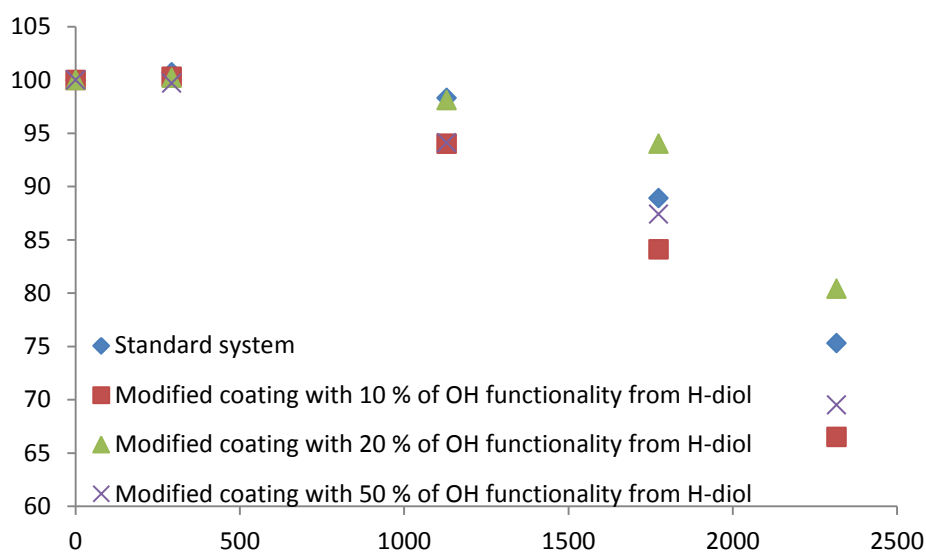 105
100
95
90
85
80
75
70
65
60
Standard system
Modified coating with 10 % of OH functionality from H-diol
Modified coating with 20 % of OH functionality from H-diol
Modified coating with 50 % of OH functionality from H-diol
0 500 1000 1500 2000 2500